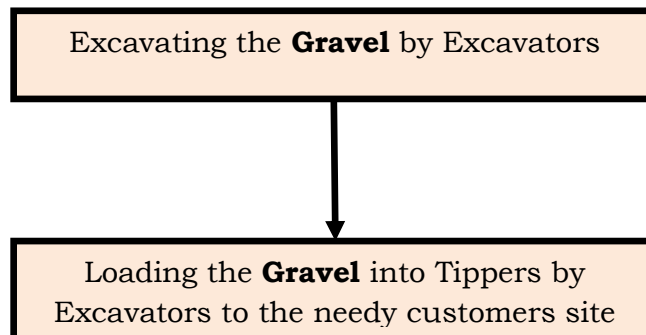 Excavating the Gravel by Excavators
Loading the Gravel into Tippers by
Excavators to the needy customers site